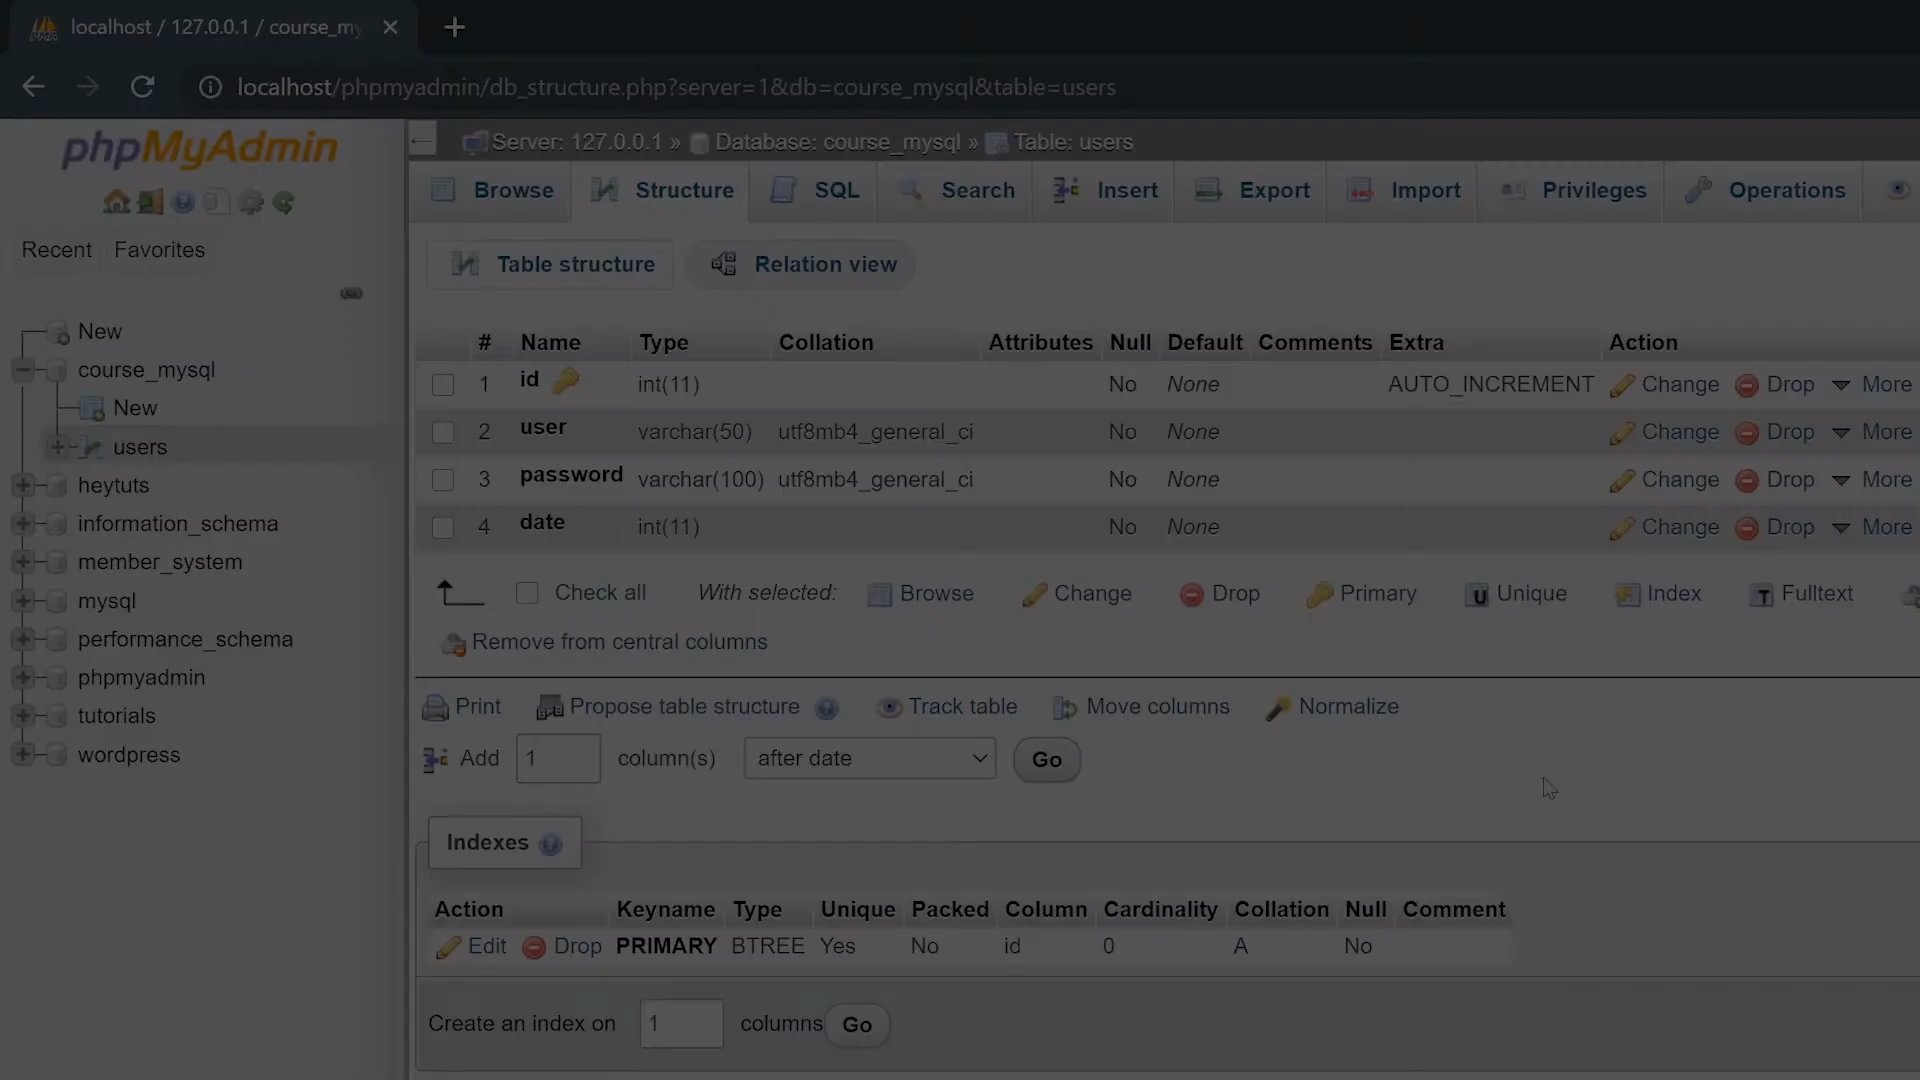 localhost / 127.0.0.1 / course_my
localhost/phpmyadmin/db_structure.php?server=1&db=course_mysql&table=users
phpMyAdmin
Recent Favorites
New
course_mysql
New
users
heytuts
information_schema
member_system
mysql
performance_schema
phpmyadmin
tutorials
wordpress
Server: 127.0.0.1 » Database: course_mysql » Table: users
Browse Structure SQL Search Insert Export Import Privileges Operations
Table structure Relation view
# Name Type Collation Attributes Null Default Comments Extra Action
1 id int(11) No None AUTO_INCREMENT Change Drop More
2 user varchar(50) utf8mb4_general_ci No None Change Drop More
3 password varchar(100) utf8mb4_general_ci No None Change Drop More
4 date int(11) No None Change Drop More
Check all With selected: Browse Change Drop Primary Unique Index Fulltext
Remove from central columns
Print Propose table structure Track table Move columns Normalize
Add 1 column(s) after date Go
Indexes
Action Keyname Type Unique Packed Column Cardinality Collation Null Comment
Edit Drop PRIMARY BTREE Yes No id 0 A No
Create an index on 1 columns Go